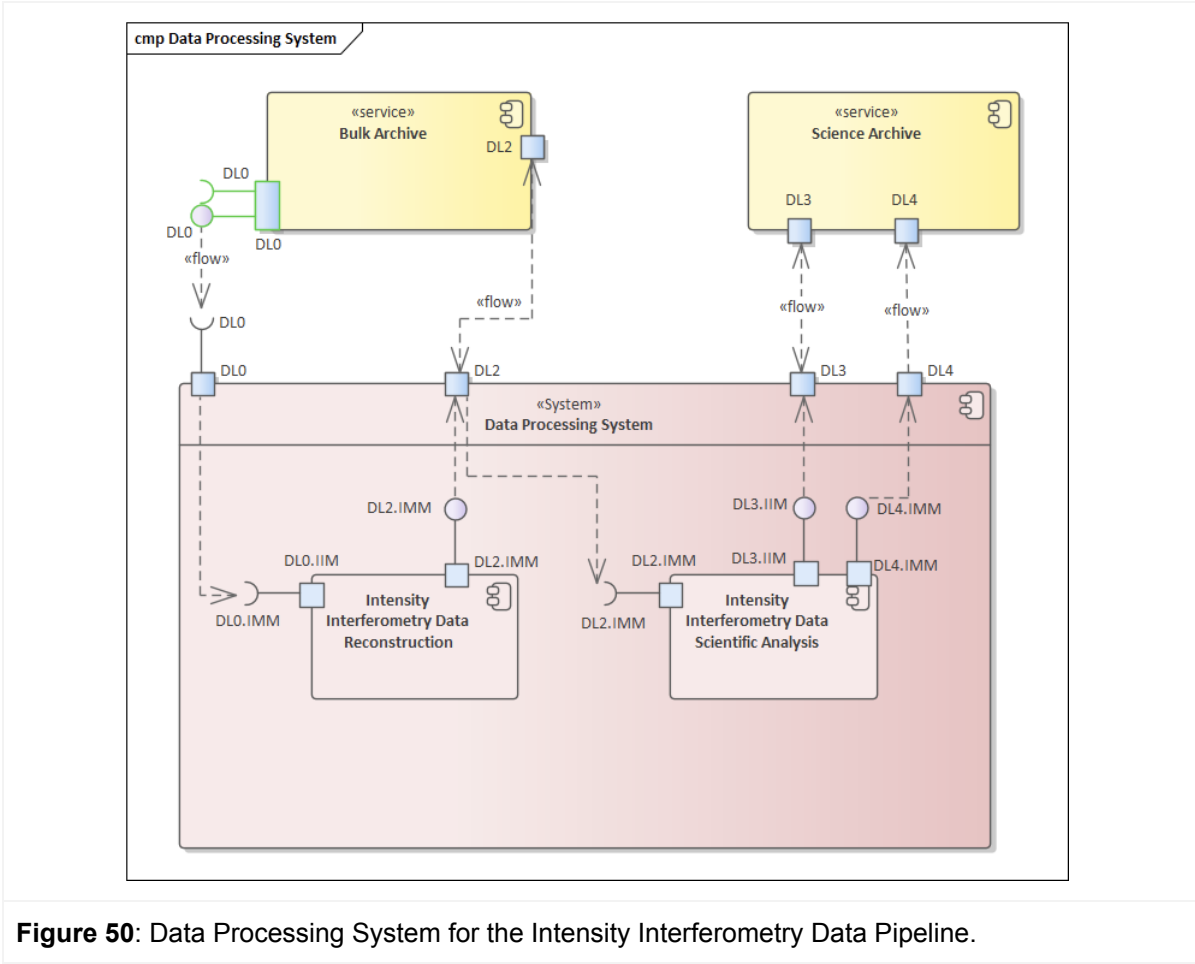 cmp Data Processing System
«service»
Bulk Archive
«service»
Science Archive
DL2
DL0
DL0
DL0
«flow»
DL3
DL4
«flow»
«flow»
«flow»
DL0
DL0
DL2
DL3
DL4
«System»
Data Processing System
DL2.IMM
DL3.IIM
DL4.IMM
DL0.IIM
DL2.IMM
DL2.IMM
DL3.IIM
DL4.IMM
DL0.IMM
DL2.IMM
Intensity
Interferometry Data
Reconstruction
Intensity
Interferometry Data
Scientific Analysis
Figure 50: Data Processing System for the Intensity Interferometry Data Pipeline.